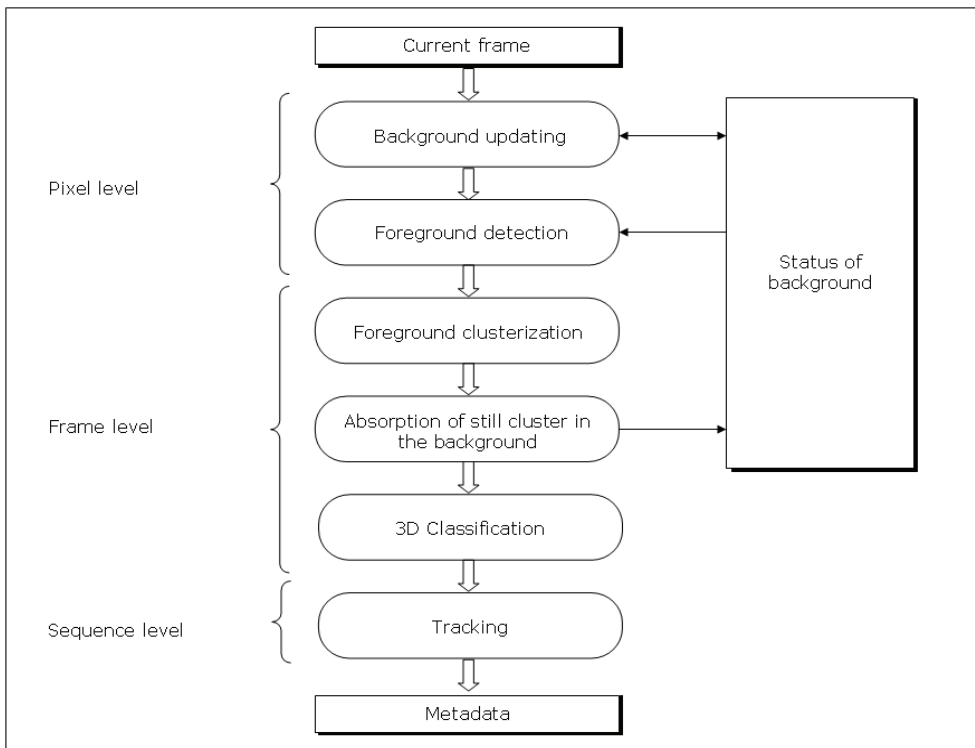 Current frame
Background updating
Pixel level
Foreground detection
Status of
background
Foreground clusterization
Absorption of still cluster in
the background
Frame level
3D Classification
Tracking
Sequence level
Metadata